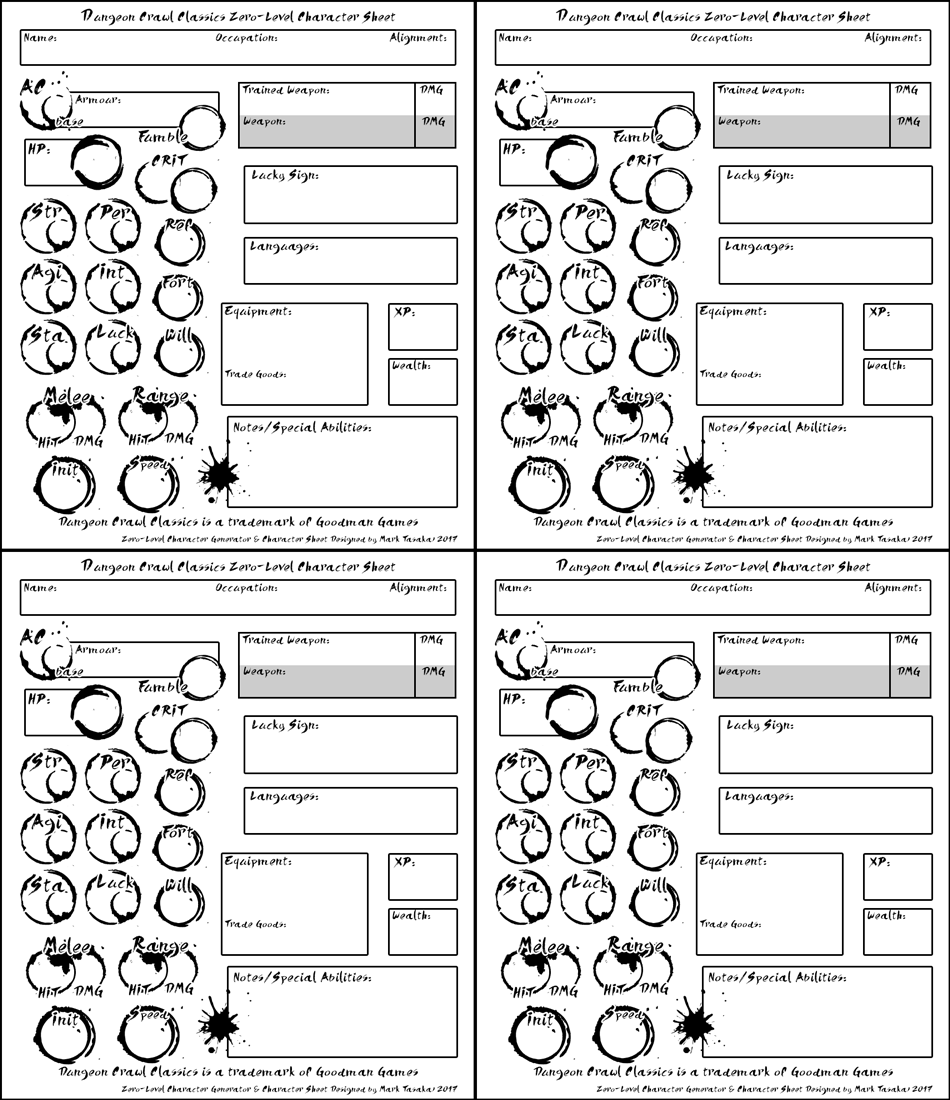 Dungeon Crawl Classics Zero-Level Character Sheet
Name: Occupation: Alignment:
AC
base
Armour:
Fumble
HP:
CRIT
Trained Weapon: DMG
Weapon: DMG
Lucky Sign:
Languages:
Str Per Ref
Agi Int Fort
Sta. Luck Will
Equipment:
Trade Goods:
XP:
Wealth:
Melee Range
HiT DMG HiT DMG
Init Speed
Notes/Special Abilities:
Dungeon Crawl Classics is a trademark of Goodman Games
Zero-Level Character Generator & Character Sheet Designed by Mark Tasaka, 2017
Dungeon Crawl Classics Zero-Level Character Sheet
Name: Occupation: Alignment:
AC
base
Armour:
Fumble
HP:
CRIT
Trained Weapon: DMG
Weapon: DMG
Lucky Sign:
Languages:
Str Per Ref
Agi Int Fort
Sta. Luck Will
Equipment:
Trade Goods:
XP:
Wealth:
Melee Range
HiT DMG HiT DMG
Init Speed
Notes/Special Abilities:
Dungeon Crawl Classics is a trademark of Goodman Games
Zero-Level Character Generator & Character Sheet Designed by Mark Tasaka, 2017
Dungeon Crawl Classics Zero-Level Character Sheet
Name: Occupation: Alignment:
AC
base
Armour:
Fumble
HP:
CRIT
Trained Weapon: DMG
Weapon: DMG
Lucky Sign:
Languages:
Str Per Ref
Agi Int Fort
Sta. Luck Will
Equipment:
Trade Goods:
XP:
Wealth:
Melee Range
HiT DMG HiT DMG
Init Speed
Notes/Special Abilities:
Dungeon Crawl Classics is a trademark of Goodman Games
Zero-Level Character Generator & Character Sheet Designed by Mark Tasaka, 2017
Dungeon Crawl Classics Zero-Level Character Sheet
Name: Occupation: Alignment:
AC
base
Armour:
Fumble
HP:
CRIT
Trained Weapon: DMG
Weapon: DMG
Lucky Sign:
Languages:
Str Per Ref
Agi Int Fort
Sta. Luck Will
Equipment:
Trade Goods:
XP:
Wealth:
Melee Range
HiT DMG HiT DMG
Init Speed
Notes/Special Abilities:
Dungeon Crawl Classics is a trademark of Goodman Games
Zero-Level Character Generator & Character Sheet Designed by Mark Tasaka, 2017